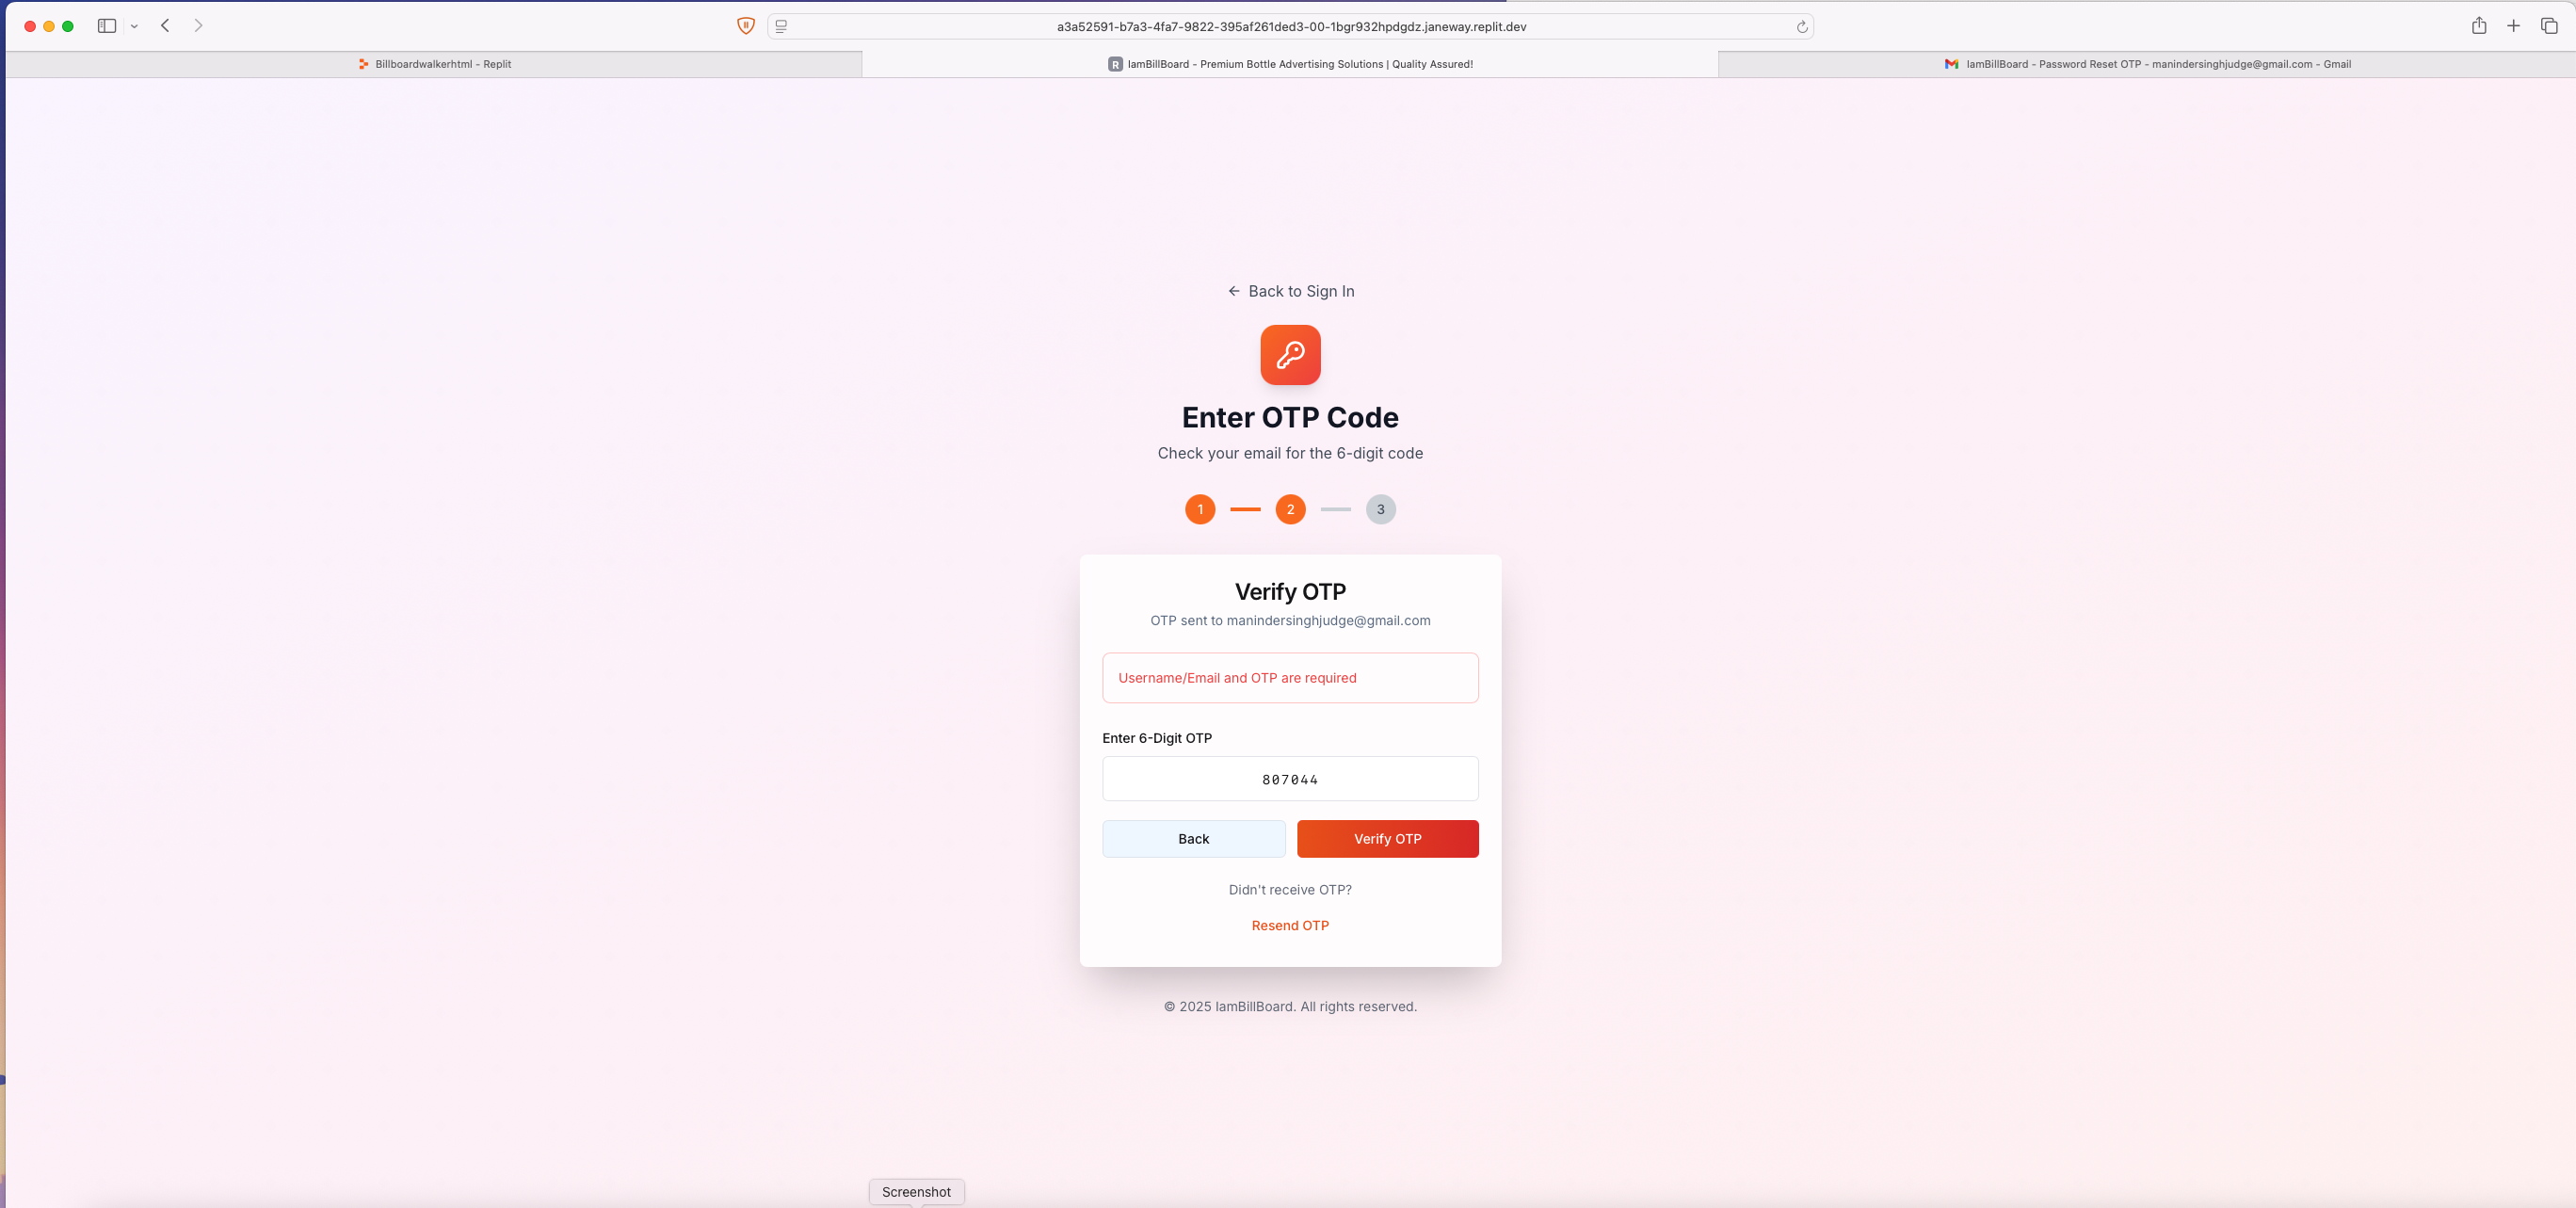 a3a52591-b7a3-4fa7-9822-395af261ded3-00-1bgr932hpdgdz.janeway.replit.dev
Billboardwalkerhtml - Replit
R IamBillBoard - Premium Bottle Advertising Solutions | Quality Assured!
IamBillBoard - Password Reset OTP - manindersinghjudge@gmail.com - Gmail
Back to Sign In
Enter OTP Code
Check your email for the 6-digit code
1 2 3
Verify OTP
OTP sent to manindersinghjudge@gmail.com
Username/Email and OTP are required
Enter 6-Digit OTP
807044
Back Verify OTP
Didn't receive OTP?
Resend OTP
© 2025 IamBillBoard. All rights reserved.
Screenshot